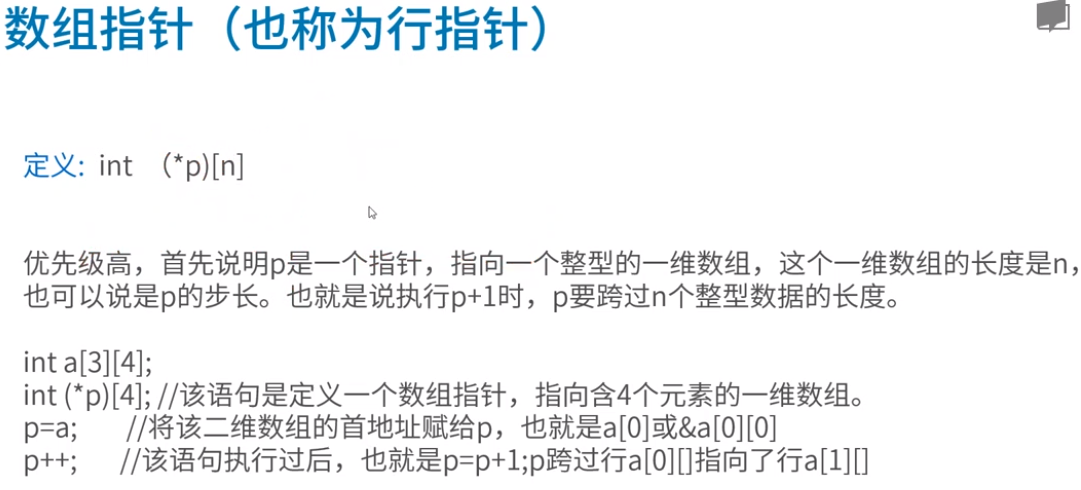 数组指针（也称为行指针）
定义: int （*p)[n]
优先级高，首先说明p是一个指针，指向一个整型的一维数组，这个一维数组的长度是n，
也可以说是p的步长。也就是说执行p+1时，p要跨过n个整型数据的长度。
int a[3][4];
int (*p)[4]; //该语句是定义一个数组指针，指向含4个元素的一维数组。
p=a; //将该二维数组的首地址赋给p，也就是a[0]或&a[0][0]
p++; //该语句执行过后，也就是p=p+1;p跨过行a[0][]指向了行a[1][]